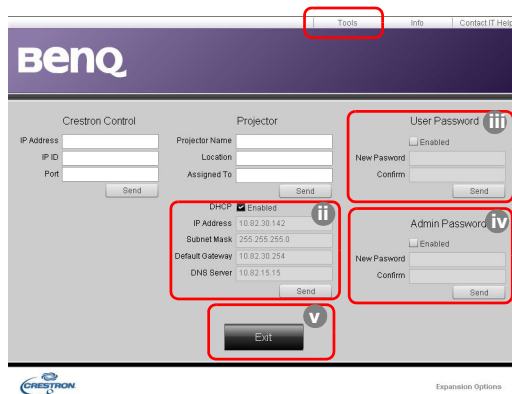 Tools Info Contact IT Help
BenQ
Crestron Control
IP Address
IP ID
Port
Send
Projector
Projector Name
Location
Assigned To
Send
DHCP Enabled
ii
IP Address 10.82.30.142
Subnet Mask 255.255.255.0
Default Gateway 10.82.30.254
DNS Server 10.82.15.15
Send
User Password
iii
Enabled
New Pasword
Confirm
Send
Admin Password
iv
Enabled
New Pasword
Confirm
Send
v
Exit
CRESTRON
Expansion Options